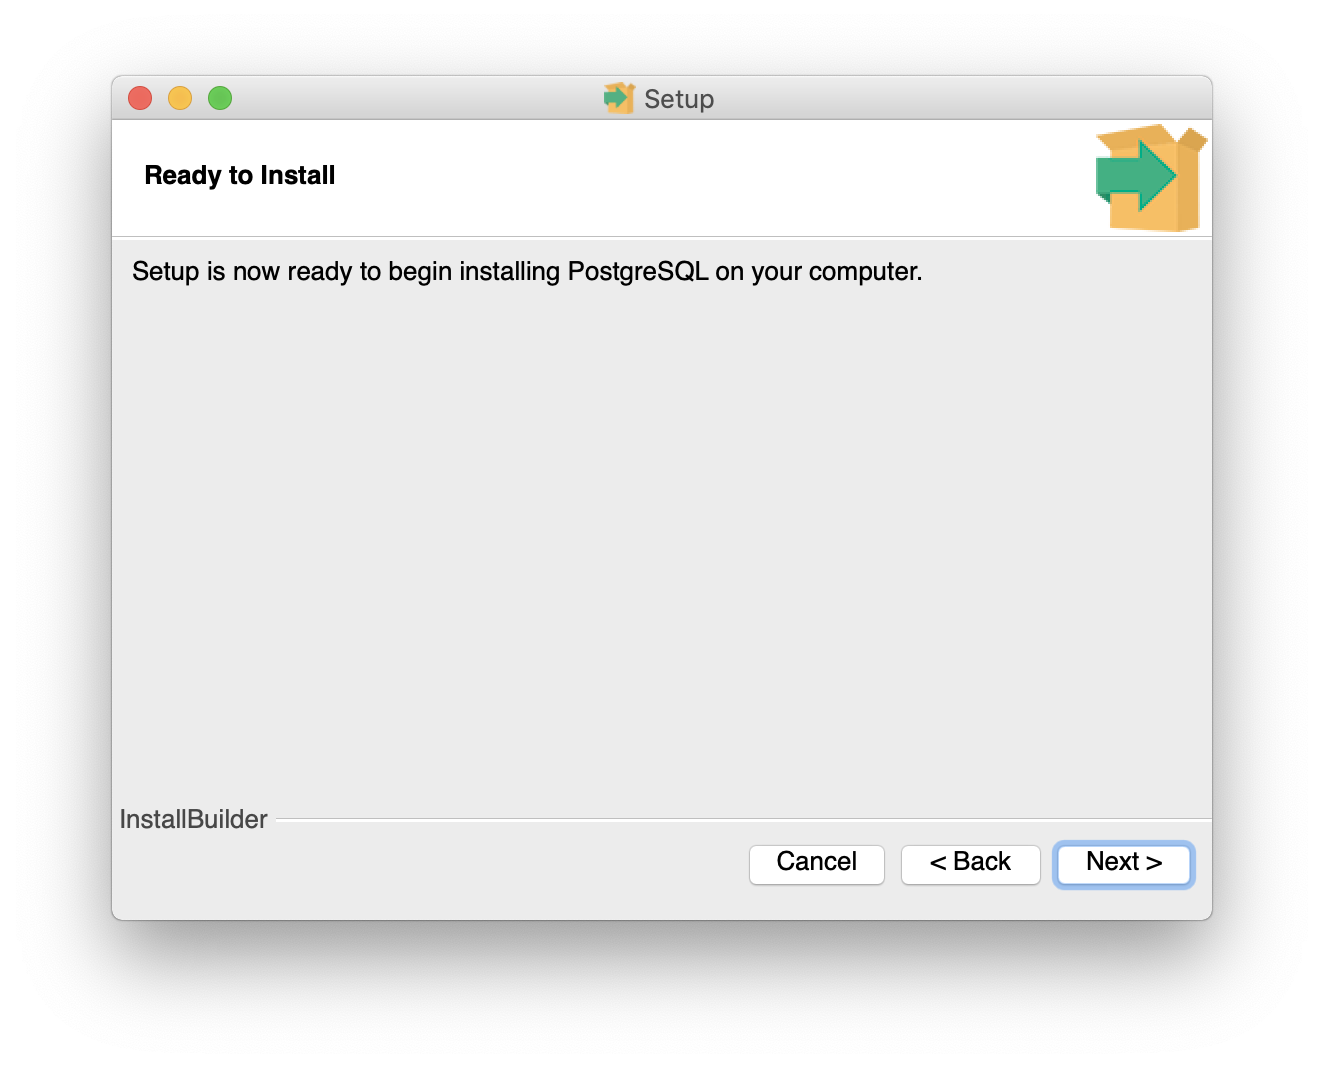 Setup
Ready to Install
Setup is now ready to begin installing PostgreSQL on your computer.
InstallBuilder
Cancel
< Back
Next >